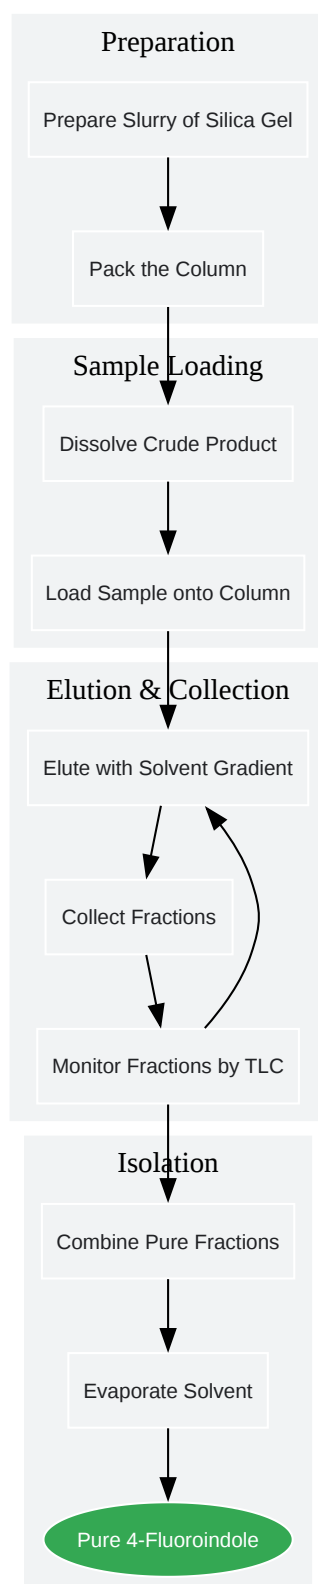 Preparation
Prepare Slurry of Silica Gel
Pack the Column
Sample Loading
Dissolve Crude Product
Load Sample onto Column
Elution & Collection
Elute with Solvent Gradient
Collect Fractions
Monitor Fractions by TLC
Isolation
Combine Pure Fractions
Evaporate Solvent
Pure 4-Fluoroindole